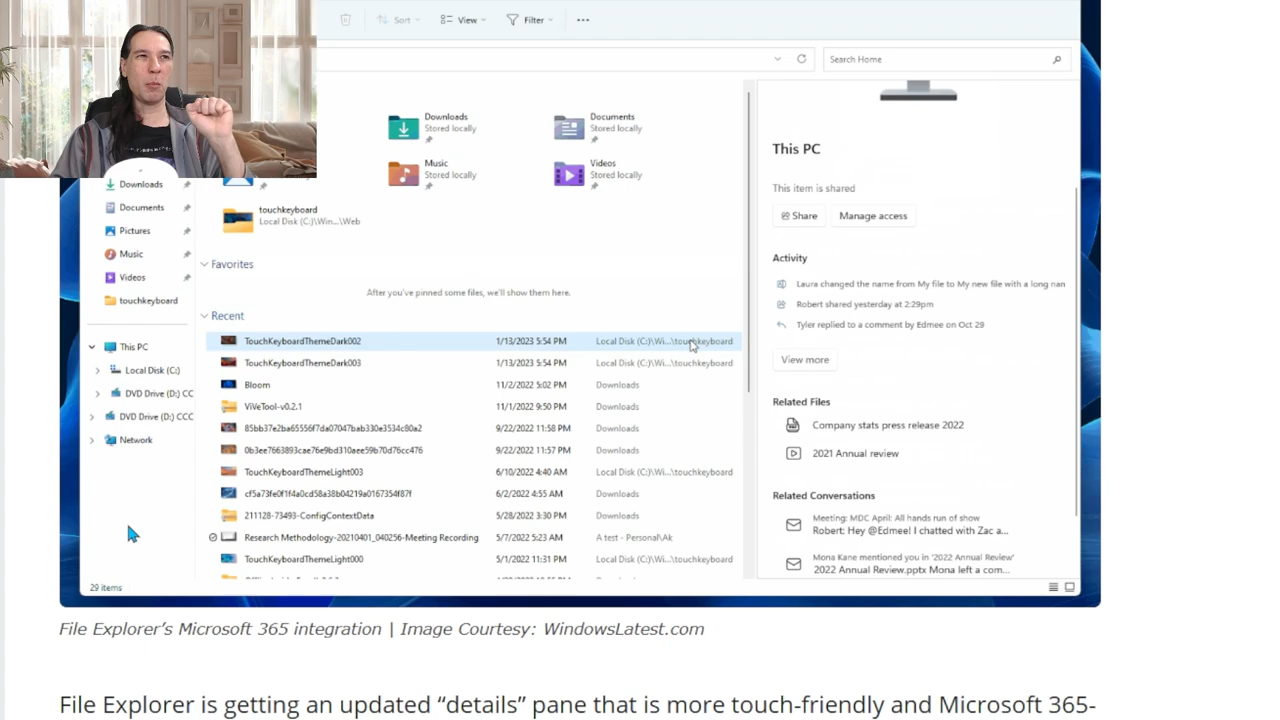 Sort
View
Filter
Search Home
Downloads
Stored locally
Documents
Stored locally
Music
Stored locally
Videos
Stored locally
touchkeyboard
Local Disk (C:)\Win...\Web
Downloads
Documents
Pictures
Music
Videos
touchkeyboard
This PC
Local Disk (C:)
DVD Drive (D:) CC
DVD Drive (D:) CCC
Network
29 items
Favorites
After you've pinned some files, we'll show them here.
Recent
TouchKeyboardThemeDark002 1/13/2023 5:54 PM Local Disk (C:)\Wi...\touchkeyboard
TouchKeyboardThemeDark003 1/13/2023 5:54 PM Local Disk (C:)\Wi...\touchkeyboard
Bloom 11/2/2022 5:02 PM Downloads
ViVeTool-v0.2.1 11/1/2022 9:50 PM Downloads
85bb37e2ba65556f7da07047bab330e3534c80a2 9/22/2022 11:58 PM Downloads
0b3ee7663893cae76e9bd310aee59b70d76cc476 9/22/2022 11:57 PM Downloads
TouchKeyboardThemeLight003 6/10/2022 4:40 AM Local Disk (C:)\Wi...\touchkeyboard
cf5a73fe0f1f4a0cd58a38b04219a0167354f87f 6/2/2022 4:55 AM Downloads
211128-73493-ConfigContextData 5/28/2022 3:30 PM Downloads
Research Methodology-20210401_040256-Meeting Recording 5/7/2022 5:23 AM A test - Personal\Ak
TouchKeyboardThemeLight000 5/1/2022 11:31 PM Local Disk (C:)\Wi...\touchkeyboard
This PC
This item is shared
Share
Manage access
Activity
Laura changed the name from My file to My new file with a long nan
Robert shared yesterday at 2:29pm
Tyler replied to a comment by Edmee on Oct 29
View more
Related Files
Company stats press release 2022
2021 Annual review
Related Conversations
Meeting: MDC April: All hands run of show
Robert: Hey @Edmee! I chatted with Zac a...
Mona Kane mentioned you in '2022 Annual Review'
2022 Annual Review.pptx Mona left a com...
File Explorer's Microsoft 365 integration | Image Courtesy: WindowsLatest.com
File Explorer is getting an updated “details” pane that is more touch-friendly and Microsoft 365-